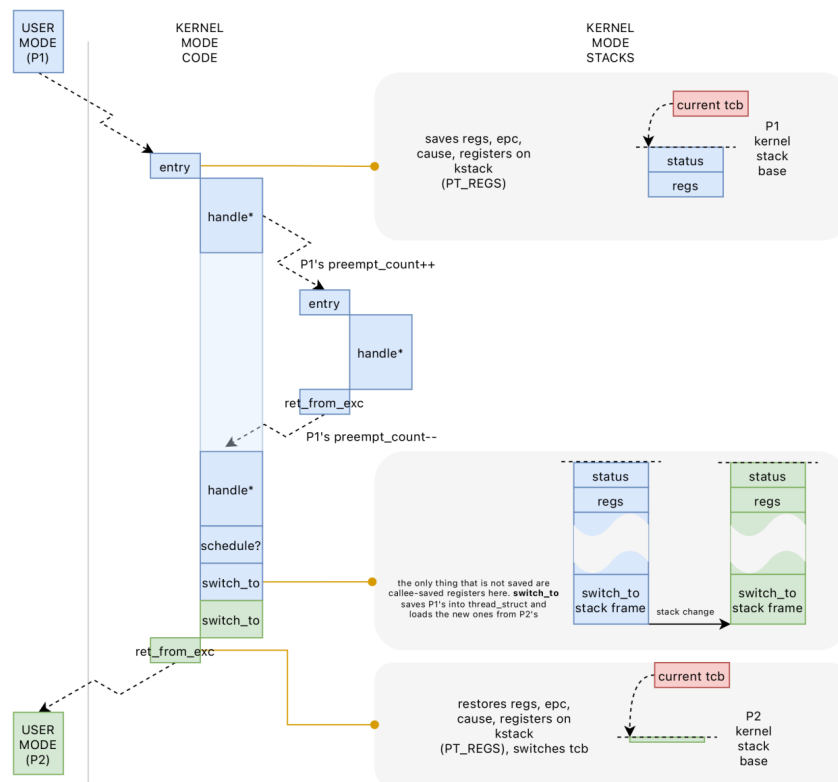 USER
MODE
(P1)
KERNEL
MODE
CODE
KERNEL
MODE
STACKS
entry
saves regs, epc,
cause, registers on
kstack
(PT_REGS)
current tcb
status
regs
P1
kernel
stack
base
handle*
P1's preempt_count++
entry
handle*
ret_from_exc
P1's preempt_count--
handle*
schedule?
switch_to
switch_to
ret_from_exc
the only thing that is not saved are
callee-saved registers here. switch_to
saves P1's into thread_struct and
loads the new ones from P2's
status
regs
switch_to
stack frame
stack change
status
regs
switch_to
stack frame
restores regs, epc,
cause, registers on
kstack
(PT_REGS), switches tcb
current tcb
P2
kernel
stack
base
USER
MODE
(P2)